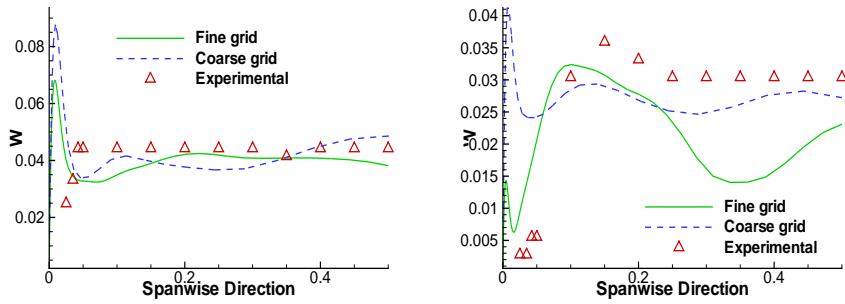 0.08
0.06
0.04
0.02
W
0
0.2
0.4
Spanwise Direction
Fine grid
Coarse grid
Experimental
0.04
0.035
0.03
0.025
0.02
0.015
0.01
0.005
W
0
0.2
0.4
Spanwise Direction
Fine grid
Coarse grid
Experimental